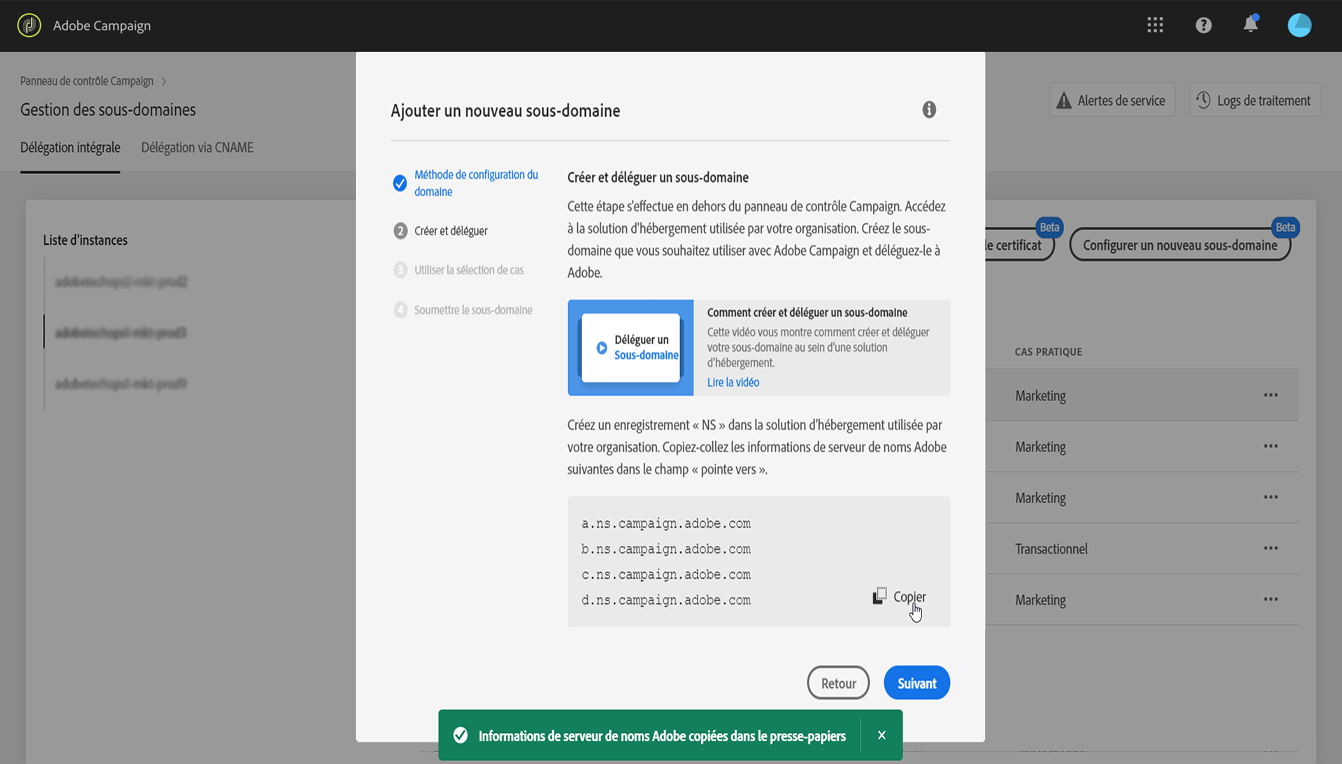 Adobe Campaign
Panneau de contrôle Campaign
Gestion des sous-domaines
Alertes de service
Logs de traitement
Délégation intégrale
Délégation via CNAME
Liste d'instances
Ajouter un nouveau sous-domaine
Méthode de configuration du
domaine
2 Créer et déléguer
3 Utiliser la sélection de cas
4 Soumettre le sous-domaine
Créer et déléguer un sous-domaine
Cette étape s'effectue en dehors du panneau de contrôle Campaign. Accédez
à la solution d'hébergement utilisée par votre organisation. Créez le sous-
domaine que vous souhaitez utiliser avec Adobe Campaign et déléguez-le à
Adobe.
Déléguer un
Sous-domaine
Comment créer et déléguer un sous-domaine
Cette vidéo vous montre comment créer et déléguer
votre sous-domaine au sein d'une solution
d'hébergement.
Lire la vidéo
Créez un enregistrement « NS » dans la solution d'hébergement utilisée par
votre organisation. Copiez-collez les informations de serveur de noms Adobe
suivantes dans le champ « pointe vers ».
a.ns.campaign.adobe.com
b.ns.campaign.adobe.com
c.ns.campaign.adobe.com
d.ns.campaign.adobe.com
Copier
Retour
Suivant
Informations de serveur de noms Adobe copiées dans le presse-papiers
Beta
Beta
le certificat
Configurer un nouveau sous-domaine
CAS PRATIQUE
Marketing
Marketing
Marketing
Transactionnel
Marketing